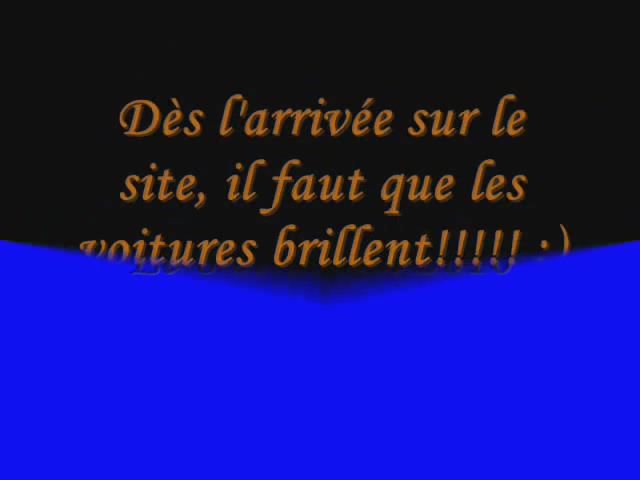 Dès l'arrivée sur le
site, il faut que les
voitures brillent!!!!! :)